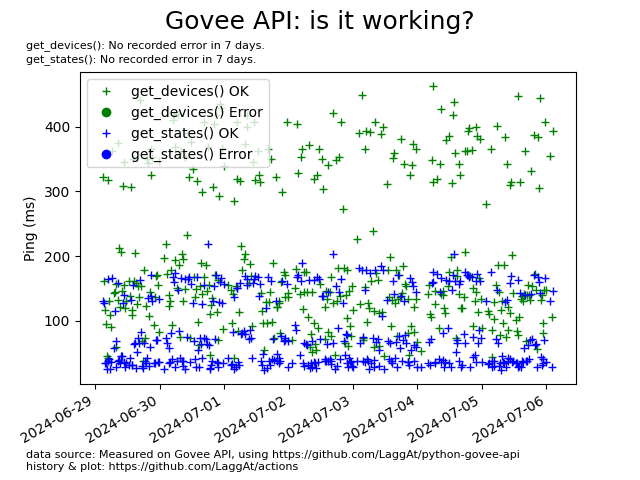 Govee API: is it working?
get_devices(): No recorded error in 7 days.
get_states(): No recorded error in 7 days.
get_devices() OK
get_devices() Error
get_states() OK
get_states() Error
400
300
200
100
Ping (ms)
2024-06-29
2024-06-30
2024-07-01
2024-07-02
2024-07-03
2024-07-04
2024-07-05
2024-07-06
data source: Measured on Govee API, using https://github.com/LaggAt/python-govee-api
history & plot: https://github.com/LaggAt/actions